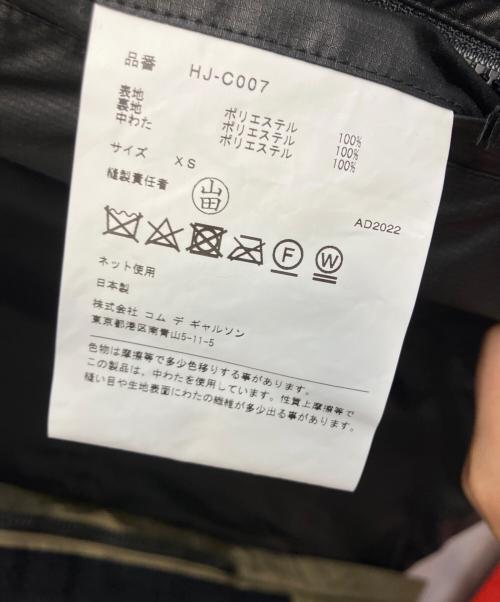 品番 HJ-C007
表地 ポリエステル 100%
裏地 ポリエステル 100%
中わた ポリエステル 100%
サイズ XS
縫製責任者 山田
AD2022
F W
ネット使用
日本製
株式会社 コム デ ギャルソン
東京都港区南青山5-11-5
色物は摩擦等で多少色移りする事があります。
この製品は、中わたを使用しています。性質上摩擦等で
縫い目や生地表面にわたの繊維が多少出る事があります。